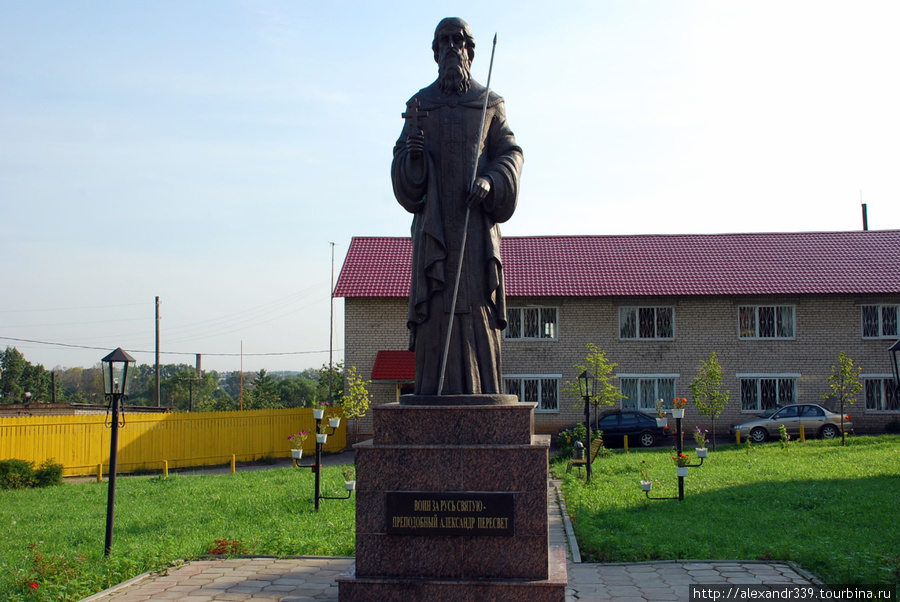 ВОИН ЗА РУСЬ СВЯТУЮ -
ПРЕПОДОБНЫЙ АЛЕКСАНДР ПЕРЕСВЕТ
http://alexandr339.tourbina.ru/